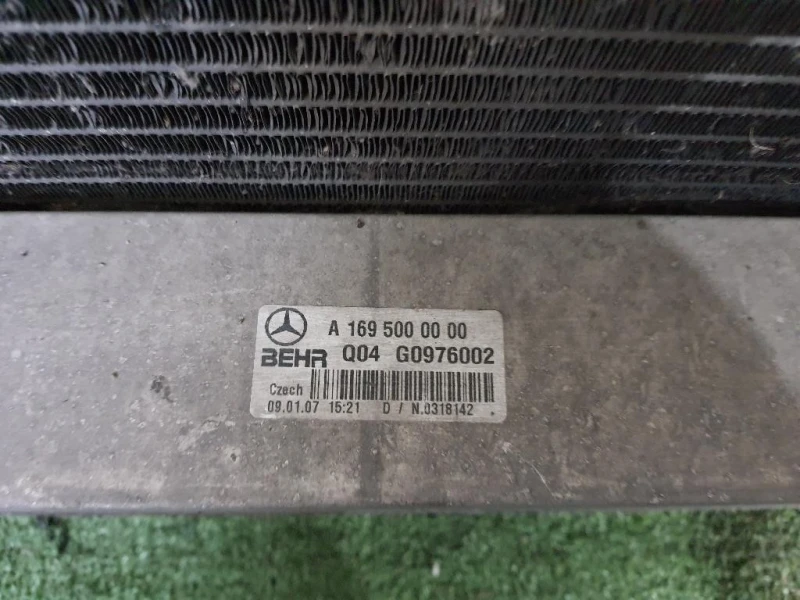 A 169 500 00 00
BEHR Q04 G0976002
Czech
09.01.07 15:21 D / N.0318142